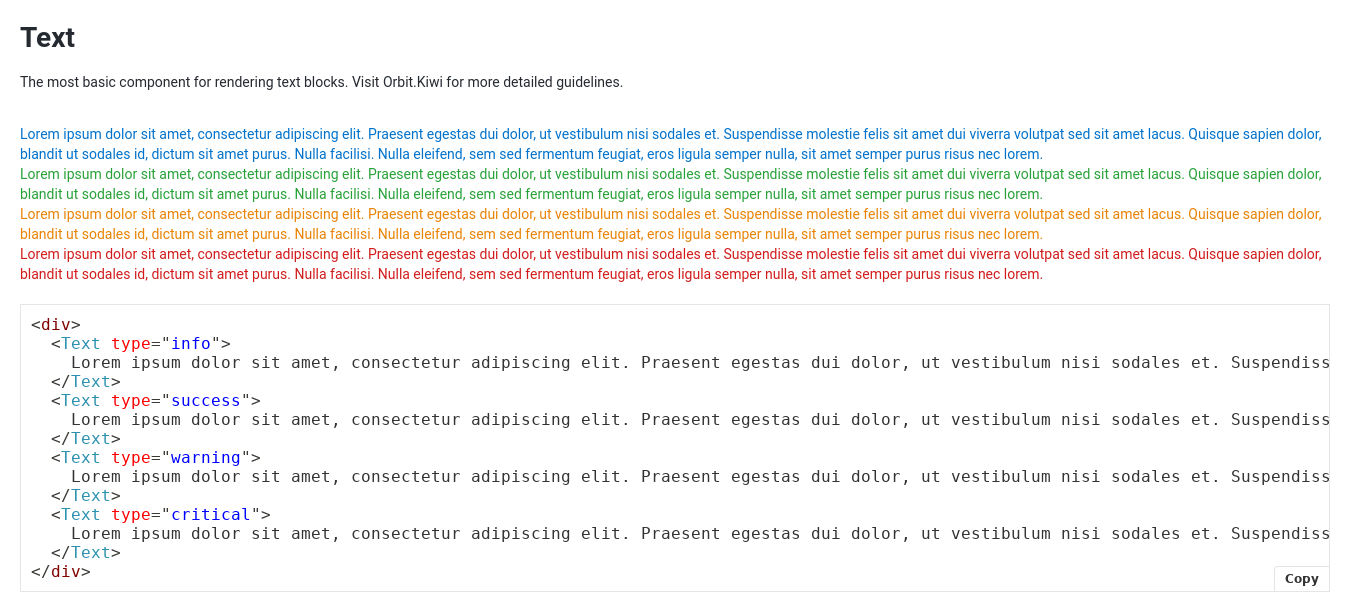 Text
The most basic component for rendering text blocks. Visit Orbit.Kiwi for more detailed guidelines.
Lorem ipsum dolor sit amet, consectetur adipiscing elit. Praesent egestas dui dolor, ut vestibulum nisi sodales et. Suspendisse molestie felis sit amet dui viverra volutpat sed sit amet lacus. Quisque sapien dolor,
blandit ut sodales id, dictum sit amet purus. Nulla facilisi. Nulla eleifend, sem sed fermentum feugiat, eros ligula semper nulla, sit amet semper purus risus nec lorem.
Lorem ipsum dolor sit amet, consectetur adipiscing elit. Praesent egestas dui dolor, ut vestibulum nisi sodales et. Suspendisse molestie felis sit amet dui viverra volutpat sed sit amet lacus. Quisque sapien dolor,
blandit ut sodales id, dictum sit amet purus. Nulla facilisi. Nulla eleifend, sem sed fermentum feugiat, eros ligula semper nulla, sit amet semper purus risus nec lorem.
Lorem ipsum dolor sit amet, consectetur adipiscing elit. Praesent egestas dui dolor, ut vestibulum nisi sodales et. Suspendisse molestie felis sit amet dui viverra volutpat sed sit amet lacus. Quisque sapien dolor,
blandit ut sodales id, dictum sit amet purus. Nulla facilisi. Nulla eleifend, sem sed fermentum feugiat, eros ligula semper nulla, sit amet semper purus risus nec lorem.
Lorem ipsum dolor sit amet, consectetur adipiscing elit. Praesent egestas dui dolor, ut vestibulum nisi sodales et. Suspendisse molestie felis sit amet dui viverra volutpat sed sit amet lacus. Quisque sapien dolor,
blandit ut sodales id, dictum sit amet purus. Nulla facilisi. Nulla eleifend, sem sed fermentum feugiat, eros ligula semper nulla, sit amet semper purus risus nec lorem.
<div>
  <Text type="info">
    Lorem ipsum dolor sit amet, consectetur adipiscing elit. Praesent egestas dui dolor, ut vestibulum nisi sodales et. Suspendiss
  </Text>
  <Text type="success">
    Lorem ipsum dolor sit amet, consectetur adipiscing elit. Praesent egestas dui dolor, ut vestibulum nisi sodales et. Suspendiss
  </Text>
  <Text type="warning">
    Lorem ipsum dolor sit amet, consectetur adipiscing elit. Praesent egestas dui dolor, ut vestibulum nisi sodales et. Suspendiss
  </Text>
  <Text type="critical">
    Lorem ipsum dolor sit amet, consectetur adipiscing elit. Praesent egestas dui dolor, ut vestibulum nisi sodales et. Suspendiss
  </Text>
</div>
Copy